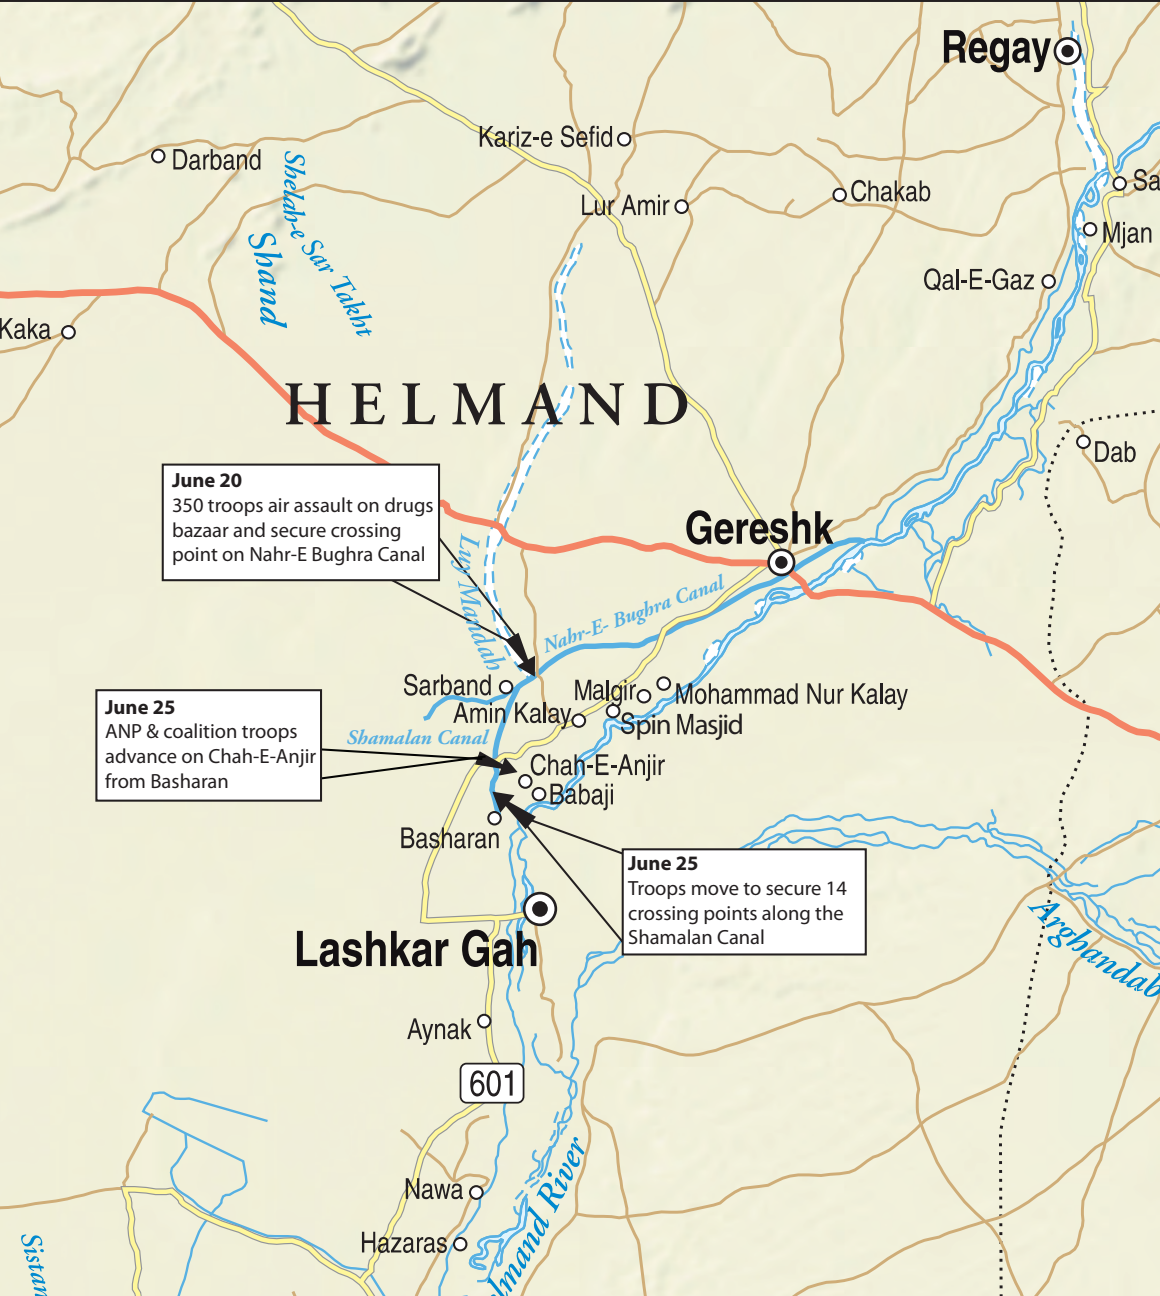 Regay
Kariz-e Sefid
Darband
Shelah-e Sar Takht
Shand
Sa
Chakab
Lur Amir
Mjan
Qal-E-Gaz
Kaka
HELMAND
Dab
June 20
350 troops air assault on drugs
bazaar and secure crossing
point on Nahr-E Bughra Canal
Gereshk
Luy Mandah
Nahr-E- Bughra Canal
Sarband
Malgir
Mohammad Nur Kalay
Amin Kalay
Spin Masjid
June 25
ANP & coalition troops
advance on Chah-E-Anjir
from Basharan
Shamalan Canal
Chah-E-Anjir
Babaji
Basharan
June 25
Troops move to secure 14
crossing points along the
Shamalan Canal
Arghandab
Lashkar Gah
Aynak
601
Nawa
Hazaras
lmand River
Sistan